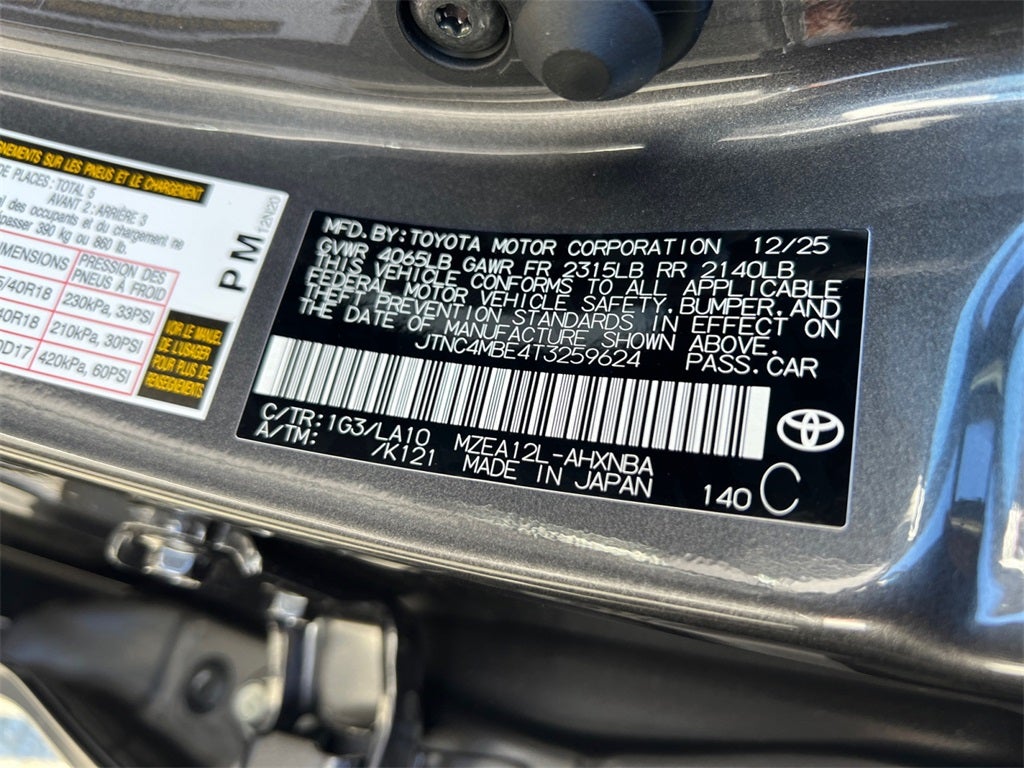 GNEMENTS SUR LES PNEUS ET LE CHARGEMENT
DE PLACES: TOTAL 5
AVANT 2: ARRIÈRE 3
al des occupants et du chargement ne
passer 390 kg ou 860 lb.
DIMENSIONS PRESSION DES PNEUS À FROID
5/40R18 230kPa, 33PSI
40R18 210kPa, 30PSI
0D17 420kPa, 60PSI
VOIR LE MANUEL
DE L'USAGER
POUR PLUS DE
RENSEIGNEMENTS
PM
12N20
MFD.BY:TOYOTA MOTOR CORPORATION 12/25
GVWR 4065LB GAWR FR 2315LB RR 2140LB
THIS VEHICLE CONFORMS TO ALL APPLICABLE
FEDERAL MOTOR VEHICLE SAFETY,BUMPER,AND
THEFT PREVENTION STANDARDS IN EFFECT ON
THE DATE OF MANUFACTURE SHOWN ABOVE.
JTNC4MBE4T3259624 PASS.CAR
C/TR:1G3/LA10 MZEA12L-AHXNBA
A/TM: /K121 MADE IN JAPAN
140 C